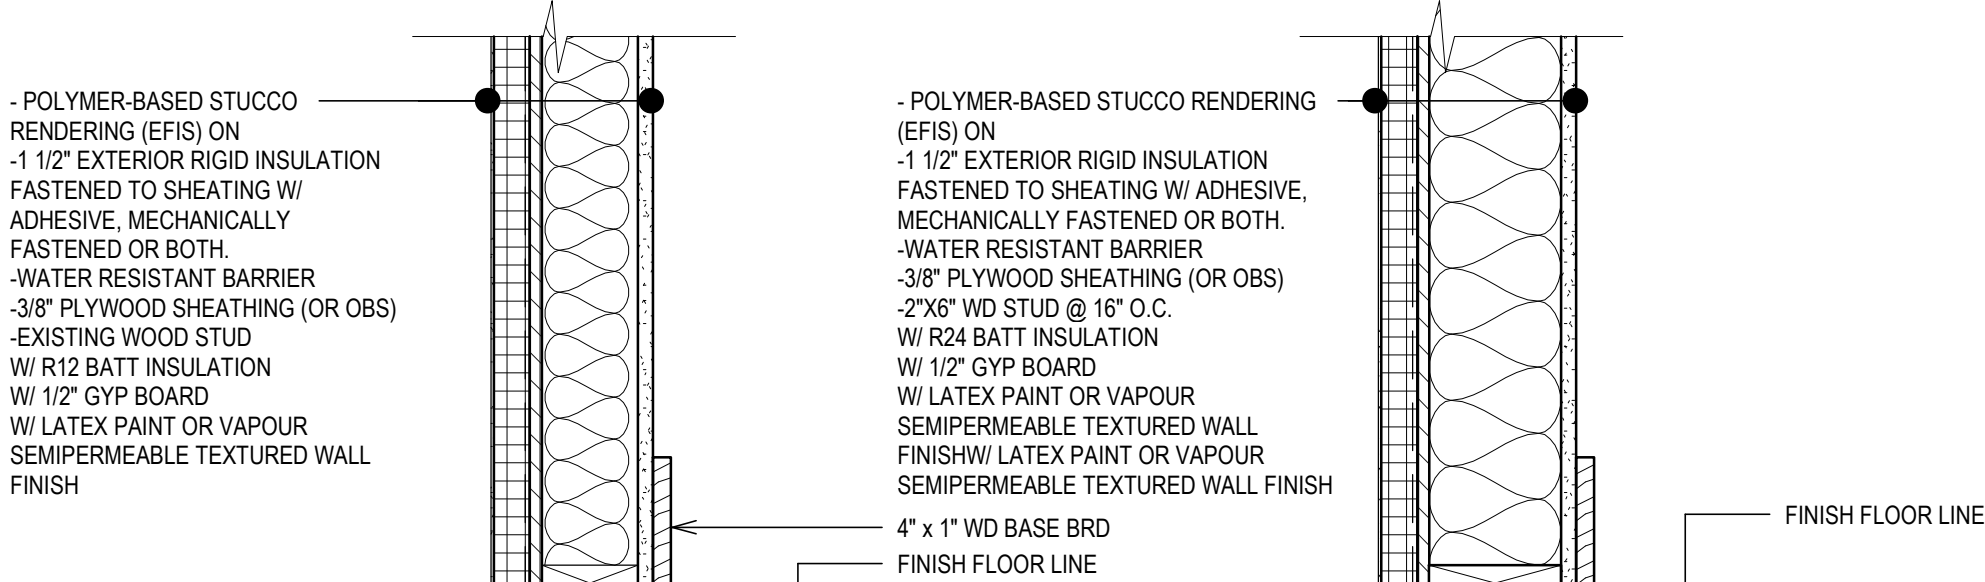 - POLYMER-BASED STUCCO
RENDERING (EFIS) ON
-1 1/2" EXTERIOR RIGID INSULATION
FASTENED TO SHEATING W/
ADHESIVE, MECHANICALLY
FASTENED OR BOTH.
-WATER RESISTANT BARRIER
-3/8" PLYWOOD SHEATHING (OR OBS)
-EXISTING WOOD STUD
W/ R12 BATT INSULATION
W/ 1/2" GYP BOARD
W/ LATEX PAINT OR VAPOUR
SEMIPERMEABLE TEXTURED WALL
FINISH
- POLYMER-BASED STUCCO RENDERING
(EFIS) ON
-1 1/2" EXTERIOR RIGID INSULATION
FASTENED TO SHEATING W/ ADHESIVE,
MECHANICALLY FASTENED OR BOTH.
-WATER RESISTANT BARRIER
-3/8" PLYWOOD SHEATHING (OR OBS)
-2"X6" WD STUD @ 16" O.C.
W/ R24 BATT INSULATION
W/ 1/2" GYP BOARD
W/ LATEX PAINT OR VAPOUR
SEMIPERMEABLE TEXTURED WALL
FINISHW/ LATEX PAINT OR VAPOUR
SEMIPERMEABLE TEXTURED WALL FINISH
4" x 1" WD BASE BRD
FINISH FLOOR LINE
FINISH FLOOR LINE